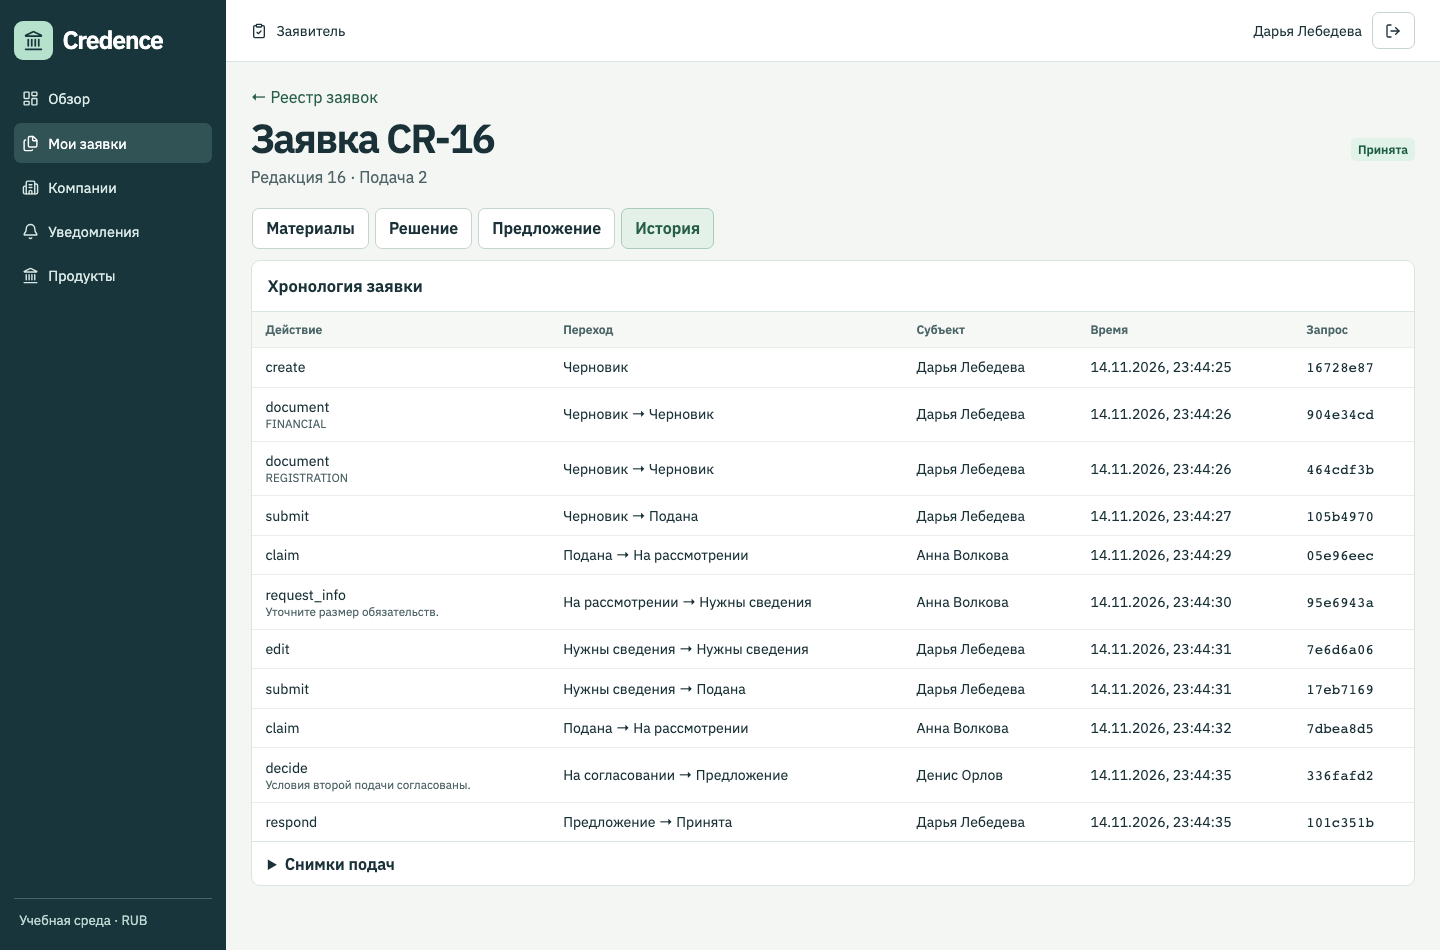 Credence
Обзор
Мои заявки
Компании
Уведомления
Продукты
Учебная среда · RUB
Заявитель
Дарья Лебедева
← Реестр заявок
Заявка CR-16
Принята
Редакция 16 · Подача 2
Материалы Решение Предложение История
Хронология заявки
Действие Переход Субъект Время Запрос
create Черновик Дарья Лебедева 14.11.2026, 23:44:25 16728e87
document
FINANCIAL
Черновик → Черновик Дарья Лебедева 14.11.2026, 23:44:26 904e34cd
document
REGISTRATION
Черновик → Черновик Дарья Лебедева 14.11.2026, 23:44:26 464cdf3b
submit Черновик → Подана Дарья Лебедева 14.11.2026, 23:44:27 105b4970
claim Подана → На рассмотрении Анна Волкова 14.11.2026, 23:44:29 05e96eec
request_info
Уточните размер обязательств.
На рассмотрении → Нужны сведения Анна Волкова 14.11.2026, 23:44:30 95e6943a
edit Нужны сведения → Нужны сведения Дарья Лебедева 14.11.2026, 23:44:31 7e6d6a06
submit Нужны сведения → Подана Дарья Лебедева 14.11.2026, 23:44:31 17eb7169
claim Подана → На рассмотрении Анна Волкова 14.11.2026, 23:44:32 7dbea8d5
decide
Условия второй подачи согласованы.
На согласовании → Предложение Денис Орлов 14.11.2026, 23:44:35 336fafd2
respond Предложение → Принята Дарья Лебедева 14.11.2026, 23:44:35 101c351b
▶ Снимки подач